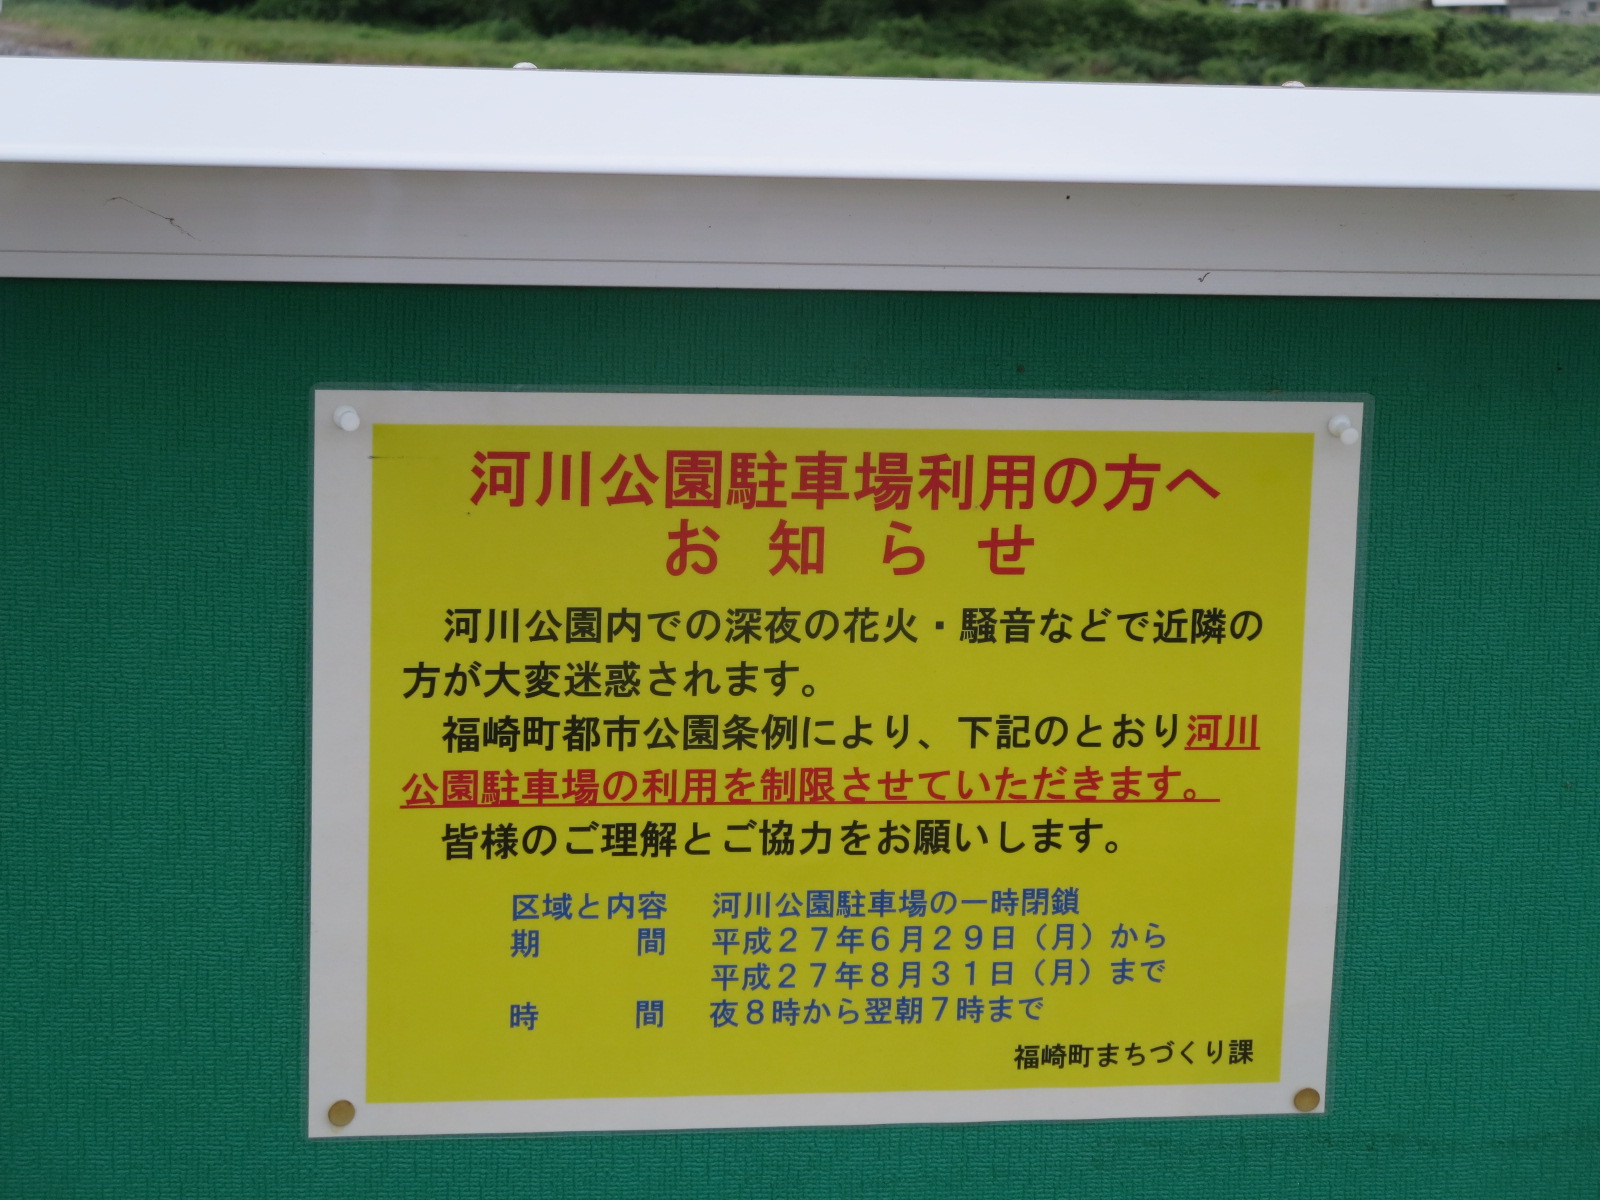 河川公園駐車場利用の方へ
お知らせ
河川公園内での深夜の花火・騒音などで近隣の
方が大変迷惑されます。
福崎町都市公園条例により、下記のとおり河川
公園駐車場の利用を制限させていただきます。
皆様のご理解とご協力をお願いします。
区域と内容 河川公園駐車場の一時閉鎖
期間 平成27年6月29日(月)から
平成27年8月31日(月)まで
時間 夜8時から翌朝7時まで
福崎町まちづくり課